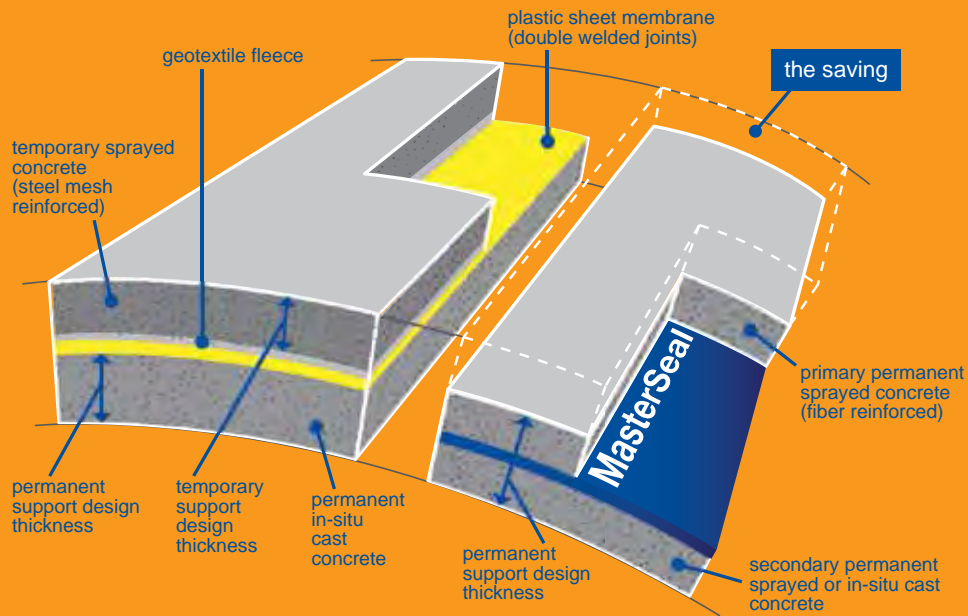 plastic sheet membrane
(double welded joints)
geotextile fleece
the saving
temporary sprayed
concrete
(steel mesh
reinforced)
MasterSeal
primary permanent
sprayed concrete
(fiber reinforced)
permanent
support design
thickness
temporary
support
design
thickness
permanent
in-situ
cast
concrete
permanent
support design
thickness
secondary permanent
sprayed or in-situ cast
concrete